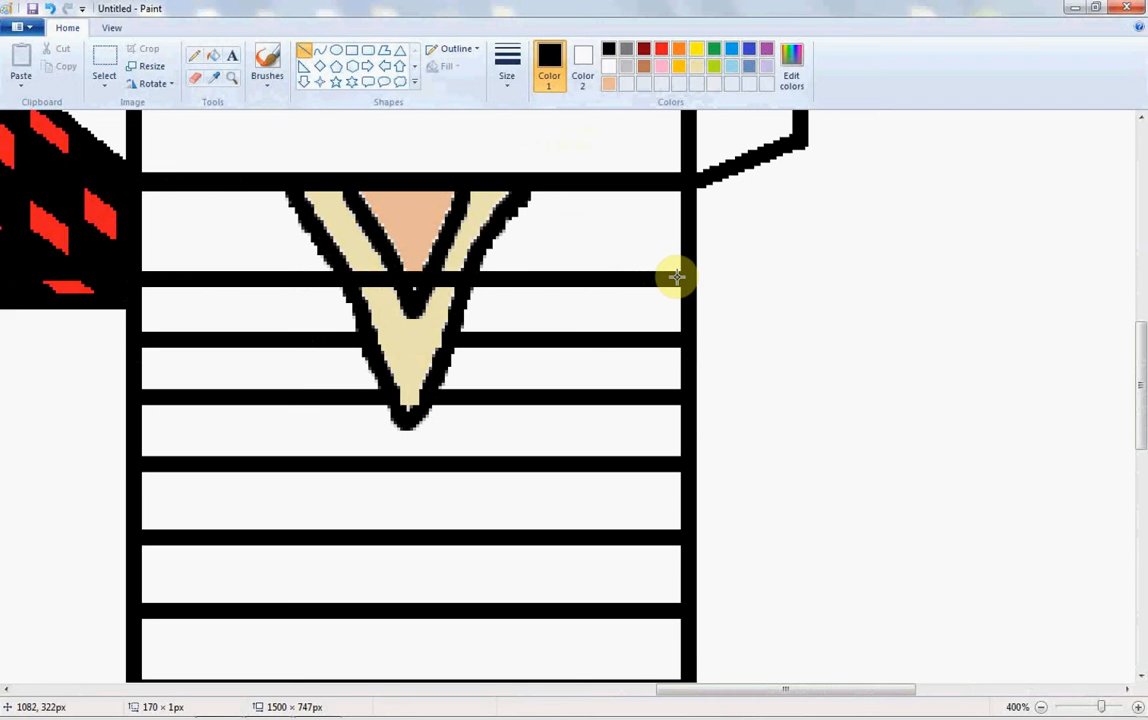 Untitled - Paint
Home View
Paste
Cut
Copy
Clipboard
Select
Crop
Resize
Rotate
Image
A
Tools
Brushes
Outline
Fill
Shapes
Size
Color 1
Color 2
Edit colors
Colors
1082, 322px 170 × 1px 1500 × 747px 400%